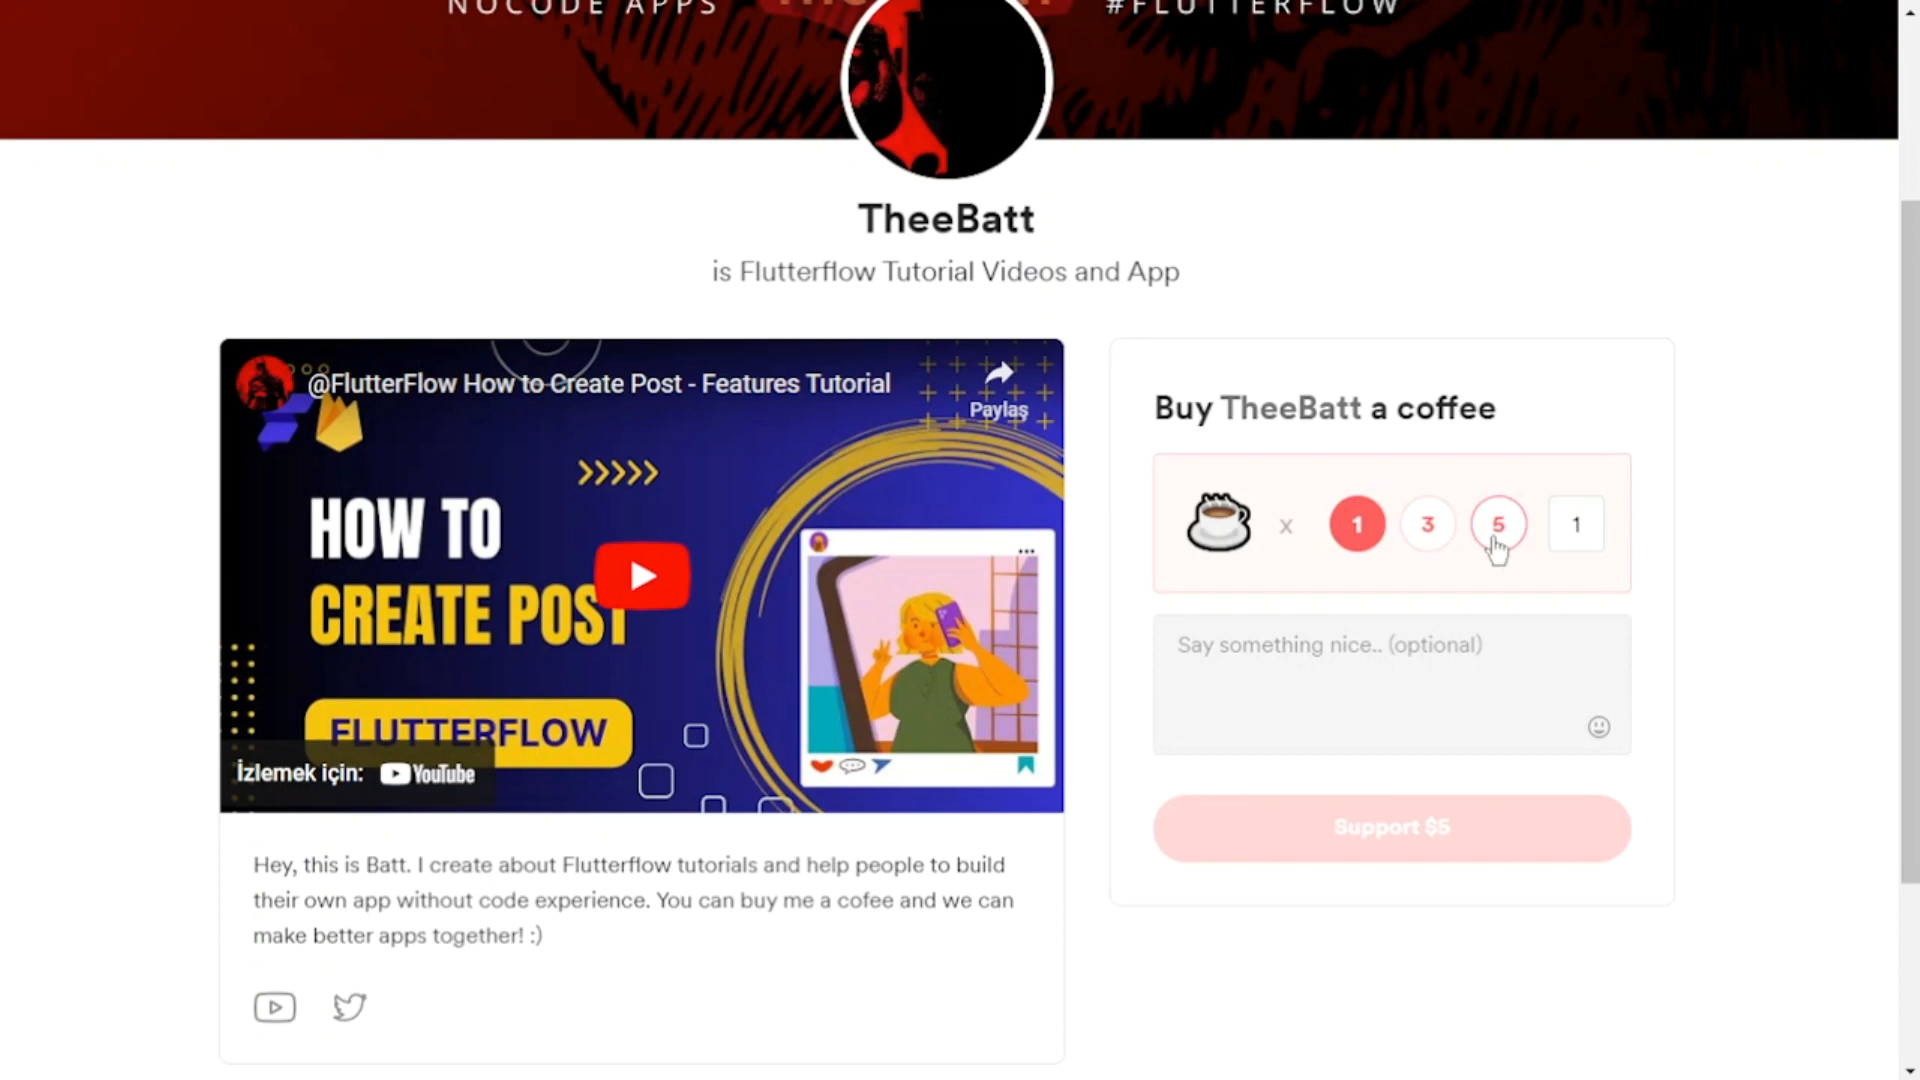 NOCODE APPS
#FLUTTERFLOW
TheeBatt
is Flutterflow Tutorial Videos and App
@FlutterFlow How to Create Post - Features Tutorial
Paylaş
HOW TO
CREATE POST
FLUTTERFLOW
İzlemek için: YouTube
Hey, this is Batt. I create about Flutterflow tutorials and help people to build
their own app without code experience. You can buy me a cofee and we can
make better apps together! :)
Buy TheeBatt a coffee
x 1 3 5 1
Say something nice.. (optional)
Support $5